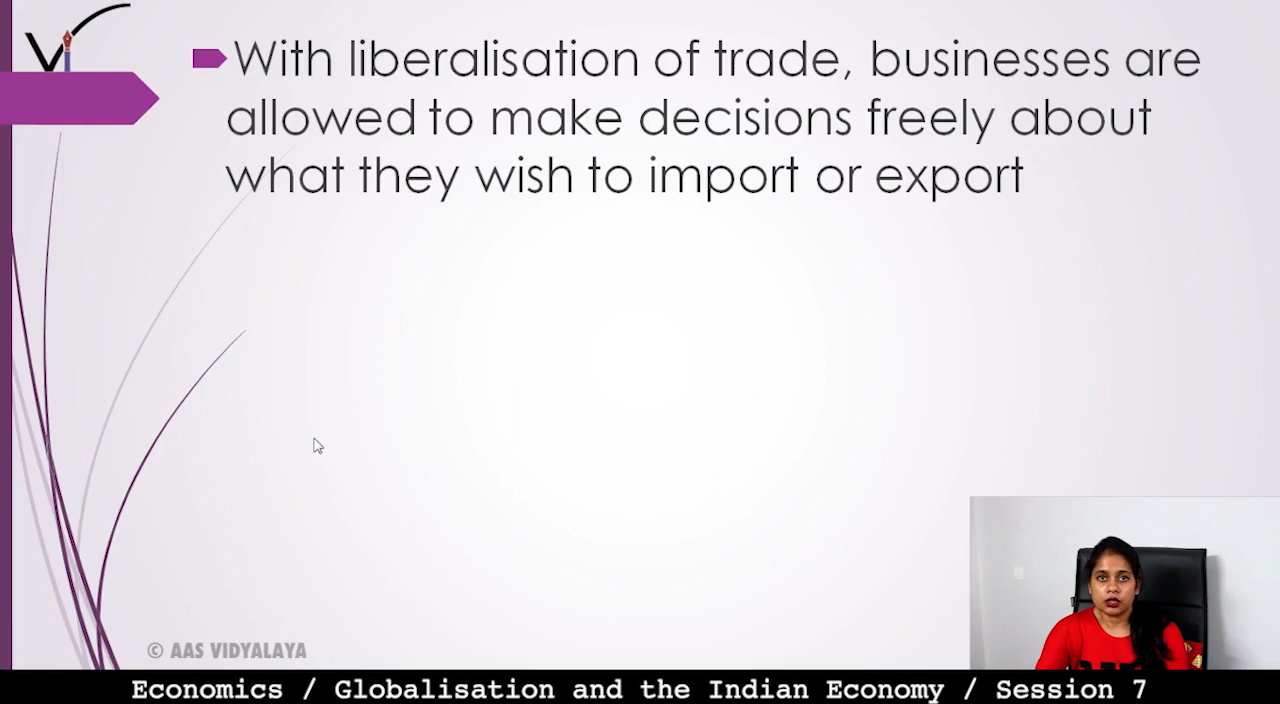 With liberalisation of trade, businesses are
allowed to make decisions freely about
what they wish to import or export
© AAS VIDYALAYA
Economics / Globalisation and the Indian Economy / Session 7